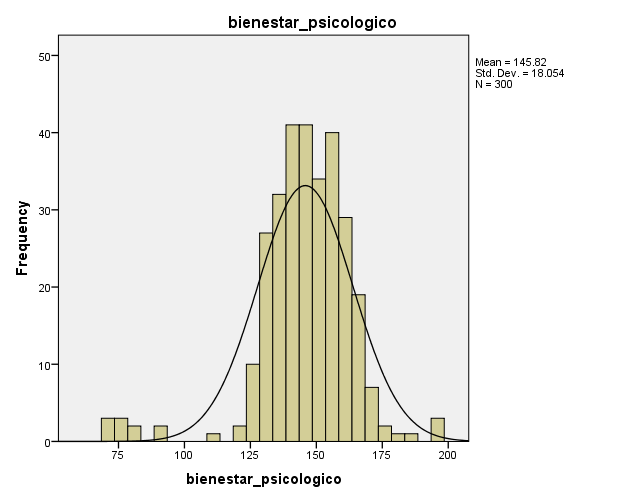 bienestar_psicologico
Mean = 145.82
Std. Dev. = 18.054
N = 300
Frequency
50
40
30
20
10
0
75 100 125 150 175 200
bienestar_psicologico